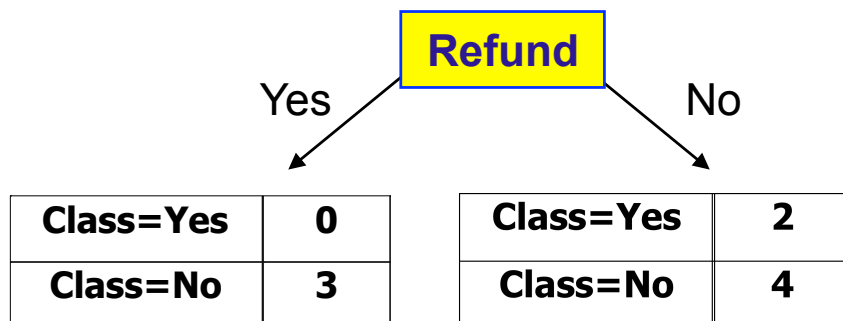 Refund
Yes No
Class=Yes 0
Class=No 3
Class=Yes 2
Class=No 4